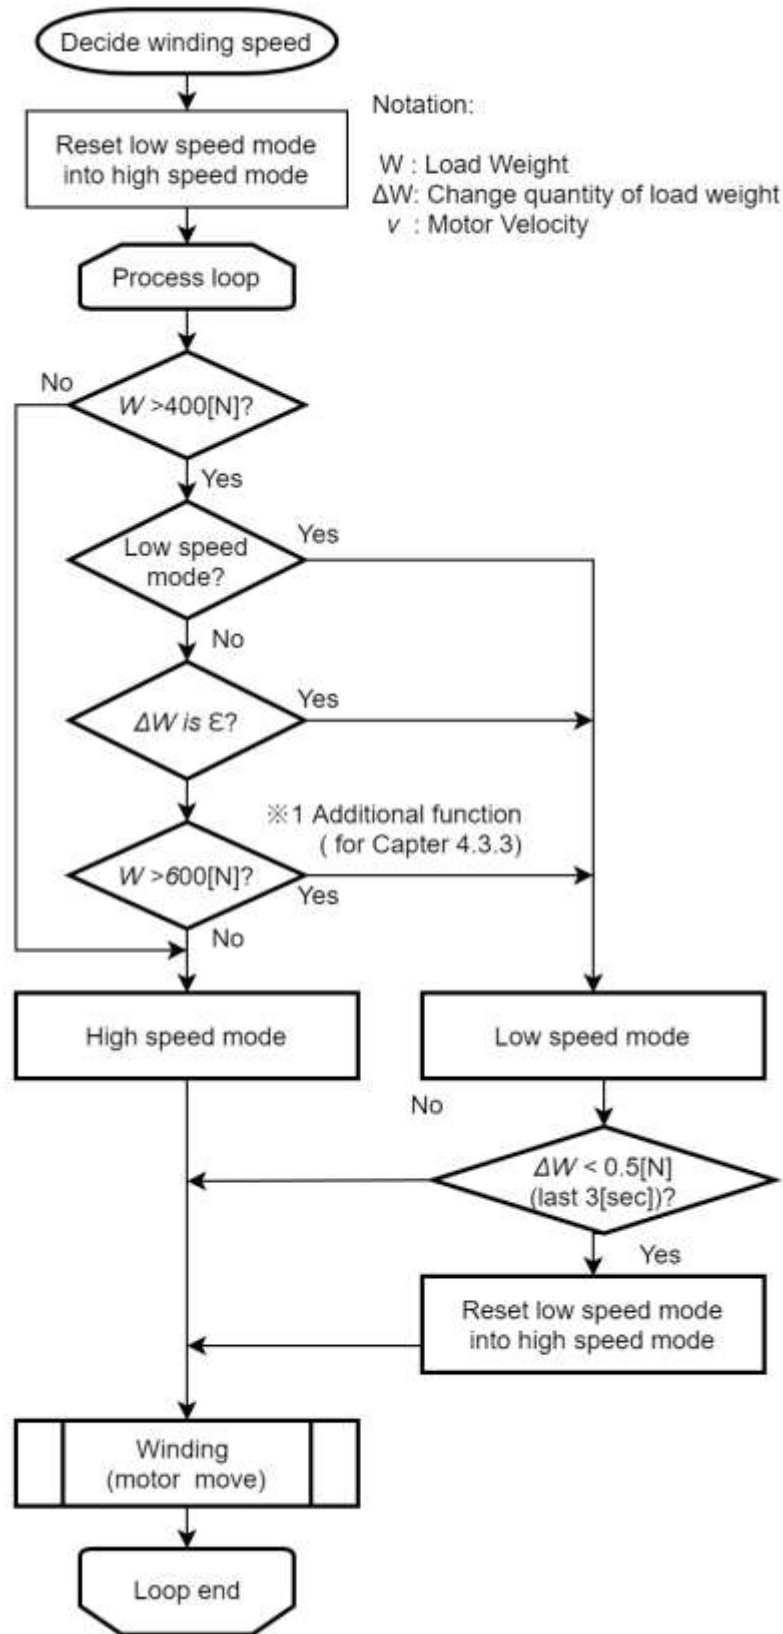 Decide winding speed
Notation:
Reset low speed mode
into high speed mode
W : Load Weight
ΔW: Change quantity of load weight
v : Motor Velocity
Process loop
No
W >400[N]?
Yes
Low speed
mode?
Yes
No
ΔW is Ɛ?
Yes
※1 Additional function
( for Capter 4.3.3)
W >600[N]?
Yes
No
High speed mode
Low speed mode
No
ΔW < 0.5[N]
(last 3[sec])?
Yes
Reset low speed mode
into high speed mode
Winding
(motor move)
Loop end